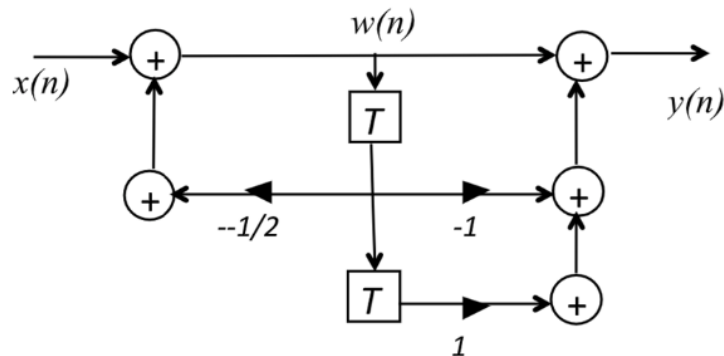 w(n)
+
+
x(n)
y(n)
T
+
+
--1/2
-1
T
+
1